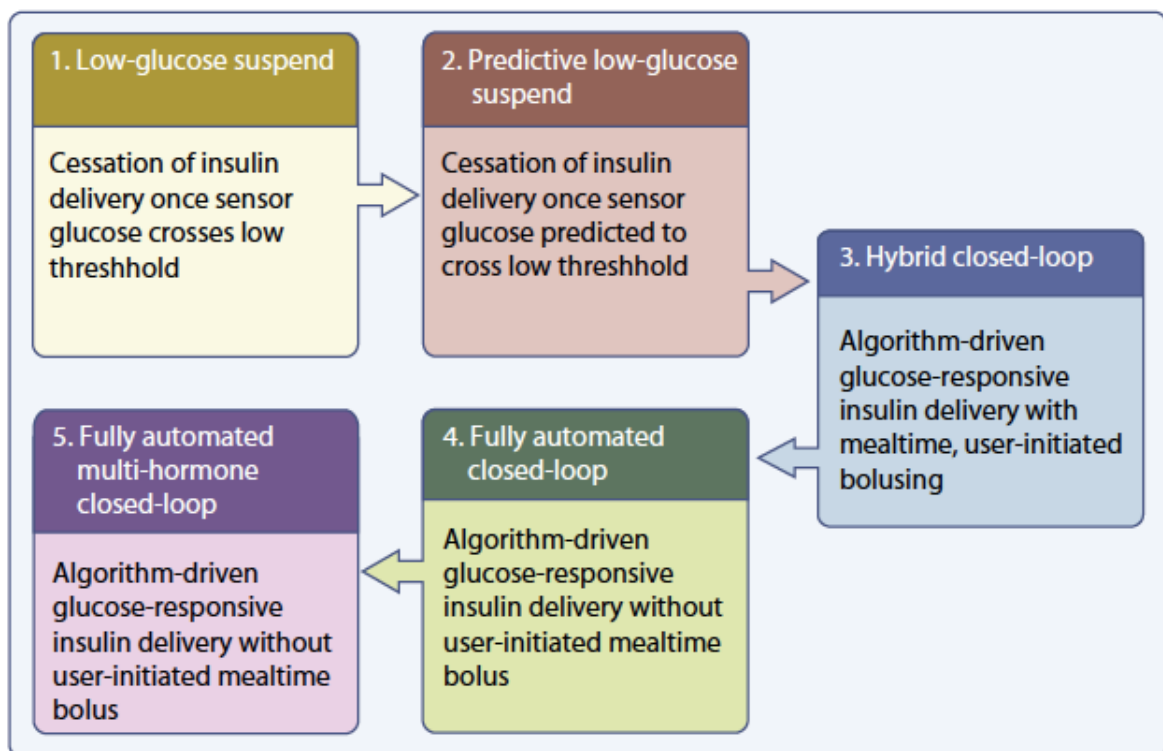 1. Low-glucose suspend
Cessation of insulin
delivery once sensor
glucose crosses low
threshhold
2. Predictive low-glucose
suspend
Cessation of insulin
delivery once sensor
glucose predicted to
cross low threshhold
3. Hybrid closed-loop
Algorithm-driven
glucose-responsive
insulin delivery with
mealtime, user-initiated
bolusing
4. Fully automated
closed-loop
Algorithm-driven
glucose-responsive
insulin delivery without
user-initiated mealtime
bolus
5. Fully automated
multi-hormone
closed-loop
Algorithm-driven
glucose-responsive
insulin delivery without
user-initiated mealtime
bolus